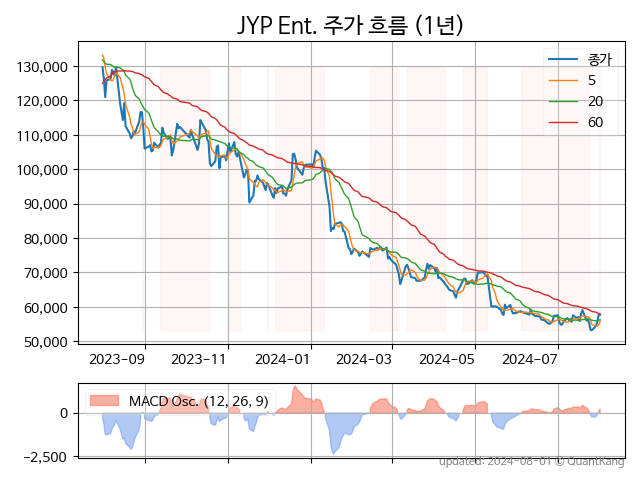 JYP Ent. 주가 흐름 (1년)
종가
5
20
60
130,000
120,000
110,000
100,000
90,000
80,000
70,000
60,000
50,000
2023-09 2023-11 2024-01 2024-03 2024-05 2024-07
MACD Osc. (12, 26, 9)
0
−2,500
updated: 2024-08-01 © QuantKang